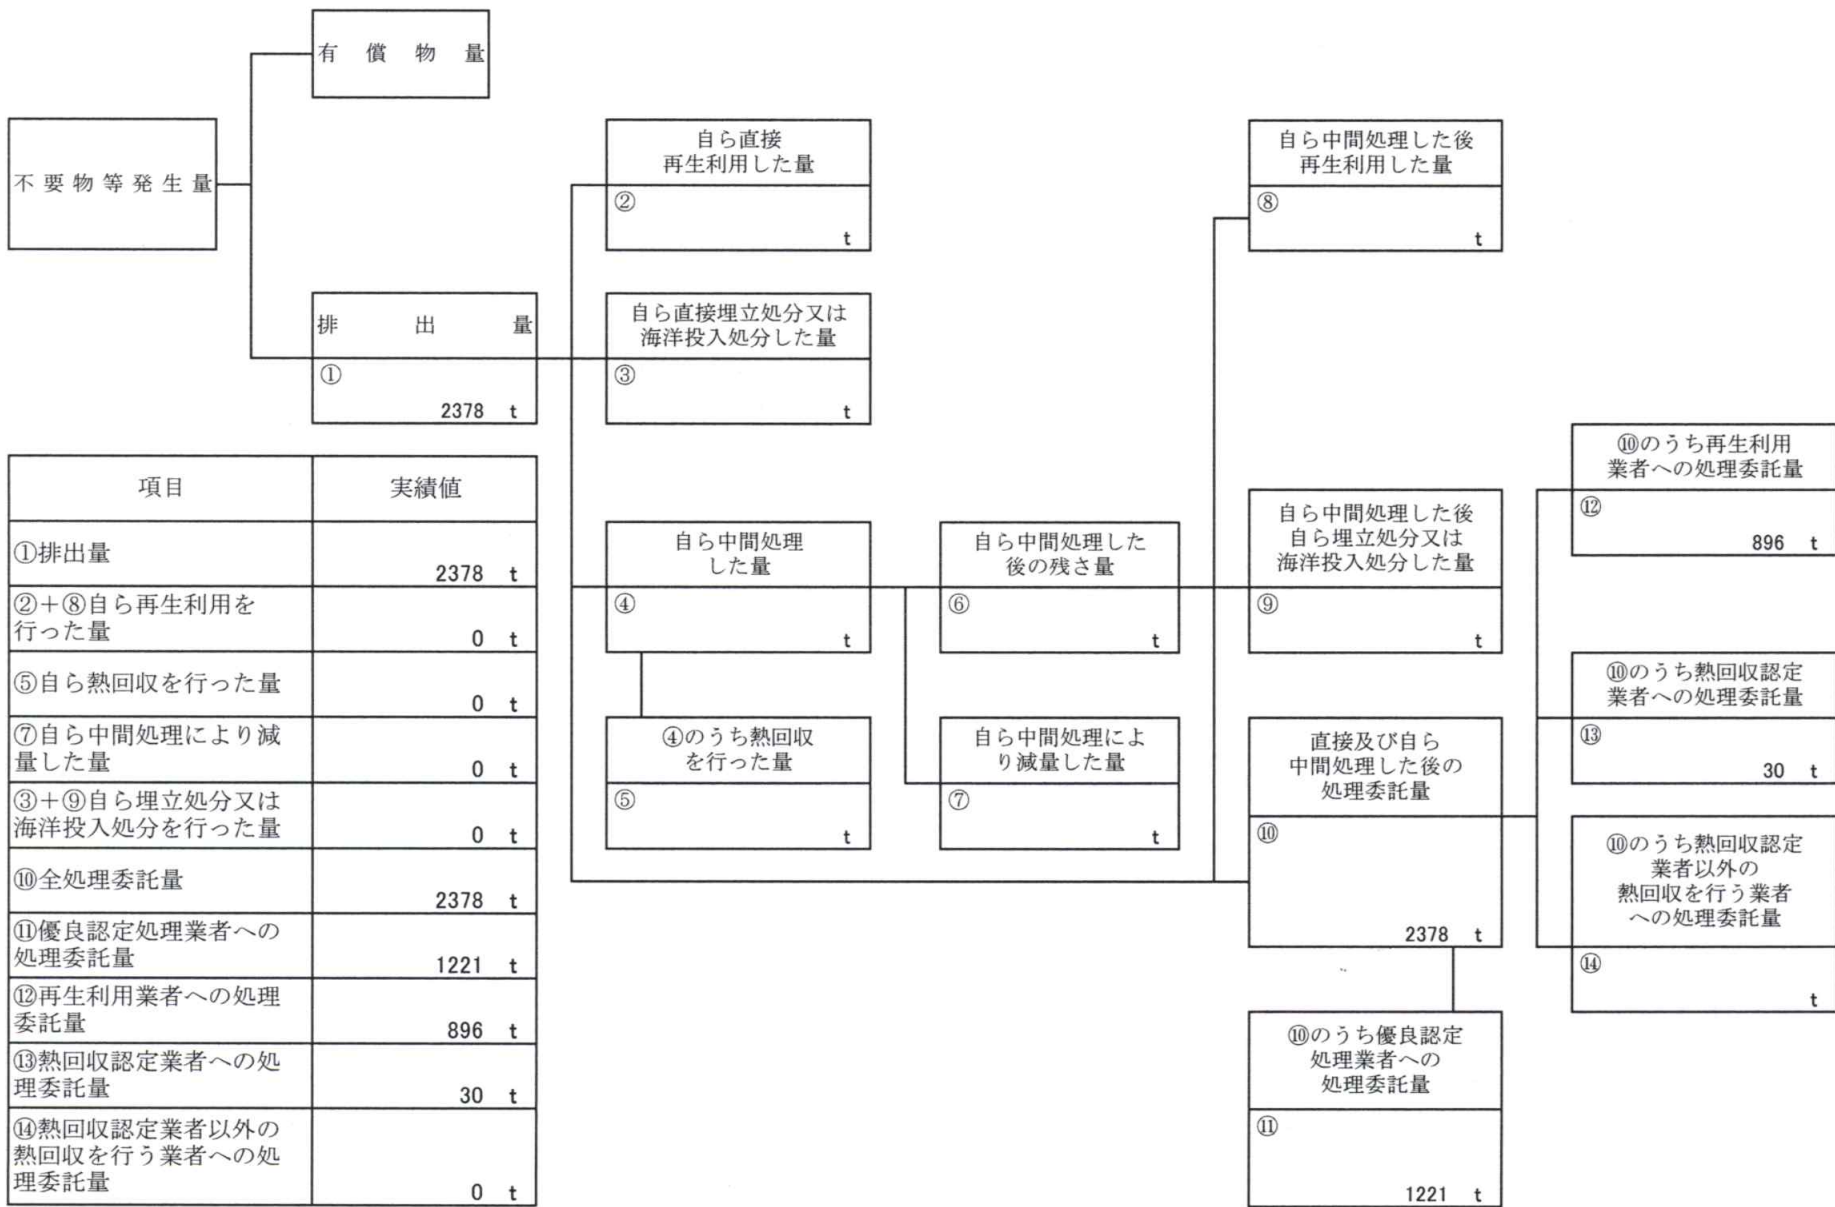 有償物量
不要物等発生量
排出量
①
2378 t
自ら直接
再生利用した量
②
t
自ら直接埋立処分又は
海洋投入処分した量
③
t
自ら中間処理
した量
④
t
④のうち熱回収
を行った量
⑤
t
自ら中間処理した
後の残さ量
⑥
t
自ら中間処理によ
り減量した量
⑦
t
自ら中間処理した後
再生利用した量
⑧
t
自ら中間処理した後
自ら埋立処分又は
海洋投入処分した量
⑨
t
直接及び自ら
中間処理した後の
処理委託量
⑩
2378 t
⑩のうち優良認定
処理業者への
処理委託量
⑪
1221 t
⑩のうち再生利用
業者への処理委託量
⑫
896 t
⑩のうち熱回収認定
業者への処理委託量
⑬
30 t
⑩のうち熱回収認定
業者以外の
熱回収を行う業者
への処理委託量
⑭
t
項目 実績値
①排出量
2378 t
②+⑧自ら再生利用を
行った量
0 t
⑤自ら熱回収を行った量
0 t
⑦自ら中間処理により減
量した量
0 t
③+⑨自ら埋立処分又は
海洋投入処分を行った量
0 t
⑩全処理委託量
2378 t
⑪優良認定処理業者への
処理委託量
1221 t
⑫再生利用業者への処理
委託量
896 t
⑬熱回収認定業者への処
理委託量
30 t
⑭熱回収認定業者以外の
熱回収を行う業者への処
理委託量
0 t